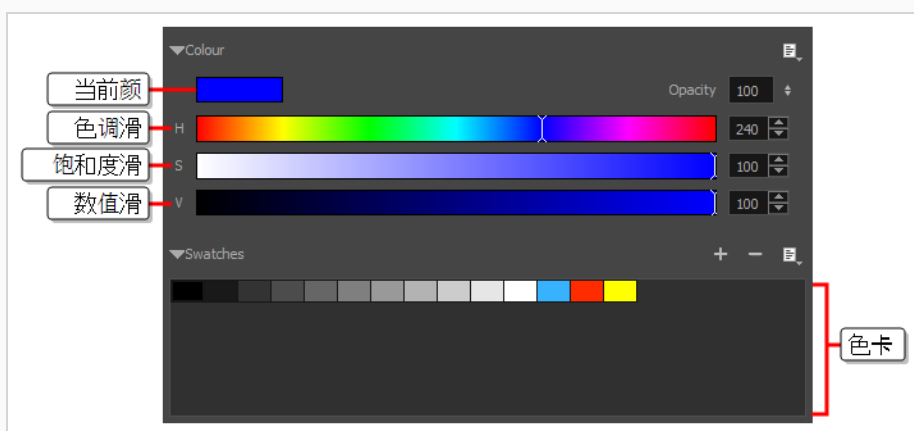 Colour
当前颜
Opacity 100
色调滑
H 240
饱和度滑
S 100
数值滑
V 100
Swatches
色卡